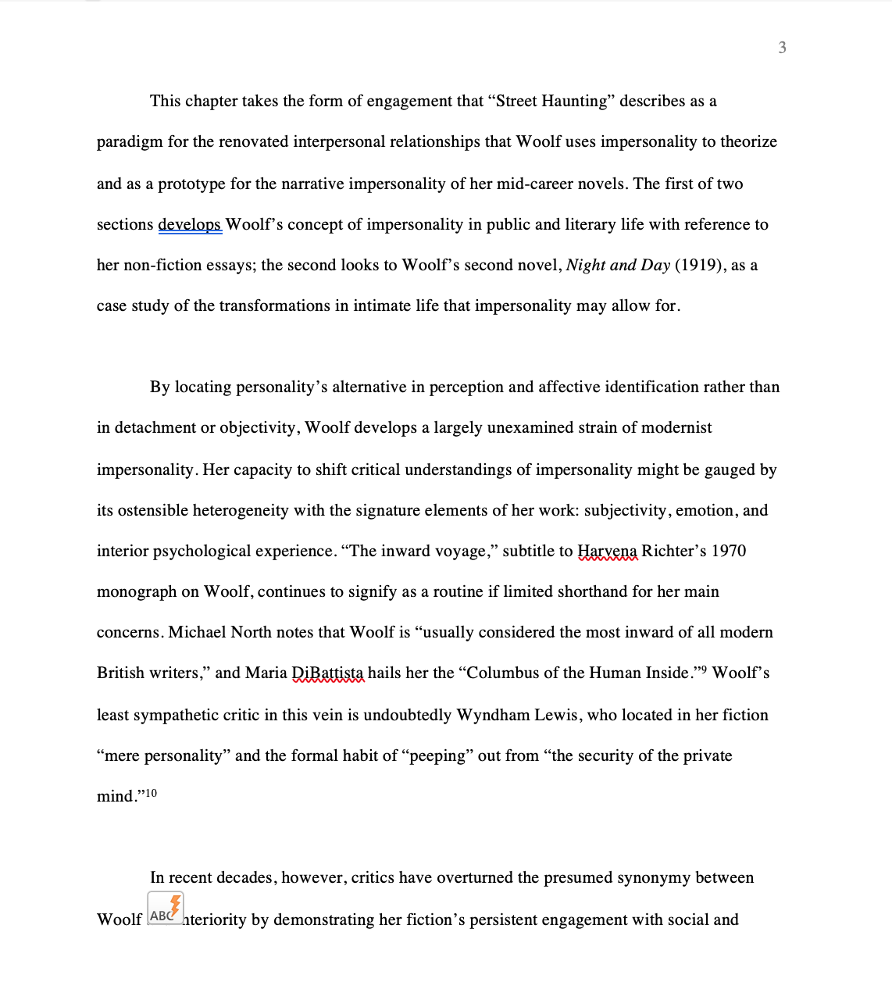 3
This chapter takes the form of engagement that “Street Haunting” describes as a
paradigm for the renovated interpersonal relationships that Woolf uses impersonality to theorize
and as a prototype for the narrative impersonality of her mid-career novels. The first of two
sections develops Woolf’s concept of impersonality in public and literary life with reference to
her non-fiction essays; the second looks to Woolf’s second novel, Night and Day (1919), as a
case study of the transformations in intimate life that impersonality may allow for.
By locating personality’s alternative in perception and affective identification rather than
in detachment or objectivity, Woolf develops a largely unexamined strain of modernist
impersonality. Her capacity to shift critical understandings of impersonality might be gauged by
its ostensible heterogeneity with the signature elements of her work: subjectivity, emotion, and
interior psychological experience. “The inward voyage,” subtitle to Harvena Richter’s 1970
monograph on Woolf, continues to signify as a routine if limited shorthand for her main
concerns. Michael North notes that Woolf is “usually considered the most inward of all modern
British writers,” and Maria DiBattista hails her the “Columbus of the Human Inside.”9 Woolf’s
least sympathetic critic in this vein is undoubtedly Wyndham Lewis, who located in her fiction
“mere personality” and the formal habit of “peeping” out from “the security of the private
mind.”10
In recent decades, however, critics have overturned the presumed synonymy between
Woolf ABC nteriority by demonstrating her fiction’s persistent engagement with social and